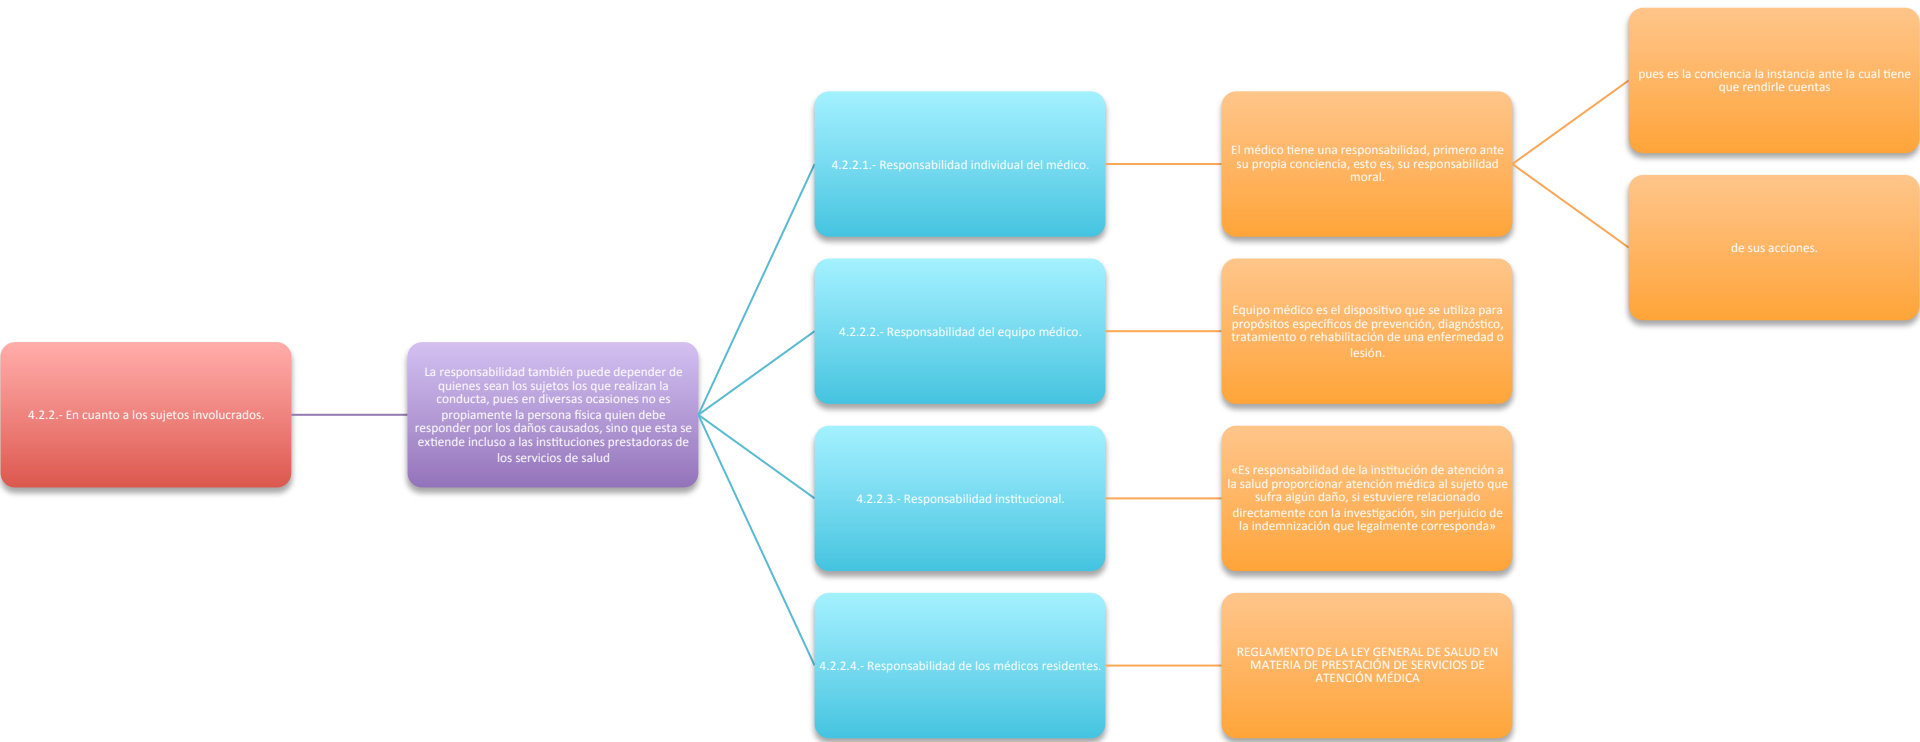 4.2.2.- En cuanto a los sujetos involucrados.
La responsabilidad también puede depender de
quienes sean los sujetos los que realizan la
conducta, pues en diversas ocasiones no es
propiamente la persona física quien debe
responder por los daños causados, sino que esta se
extiende incluso a las instituciones prestadoras de
los servicios de salud
4.2.2.1.- Responsabilidad individual del médico.
El médico tiene una responsabilidad, primero ante
su propia conciencia, esto es, su responsabilidad
moral.
pues es la conciencia la instancia ante la cual tiene
que rendirle cuentas
de sus acciones.
4.2.2.2.- Responsabilidad del equipo médico.
Equipo médico es el dispositivo que se utiliza para
propósitos específicos de prevención, diagnóstico,
tratamiento o rehabilitación de una enfermedad o
lesión.
4.2.2.3.- Responsabilidad institucional.
«Es responsabilidad de la institución de atención a
la salud proporcionar atención médica al sujeto que
sufra algún daño, si estuviere relacionado
directamente con la investigación, sin perjuicio de
la indemnización que legalmente corresponda»
4.2.2.4.- Responsabilidad de los médicos residentes.
REGLAMENTO DE LA LEY GENERAL DE SALUD EN
MATERIA DE PRESTACIÓN DE SERVICIOS DE
ATENCIÓN MÉDICA